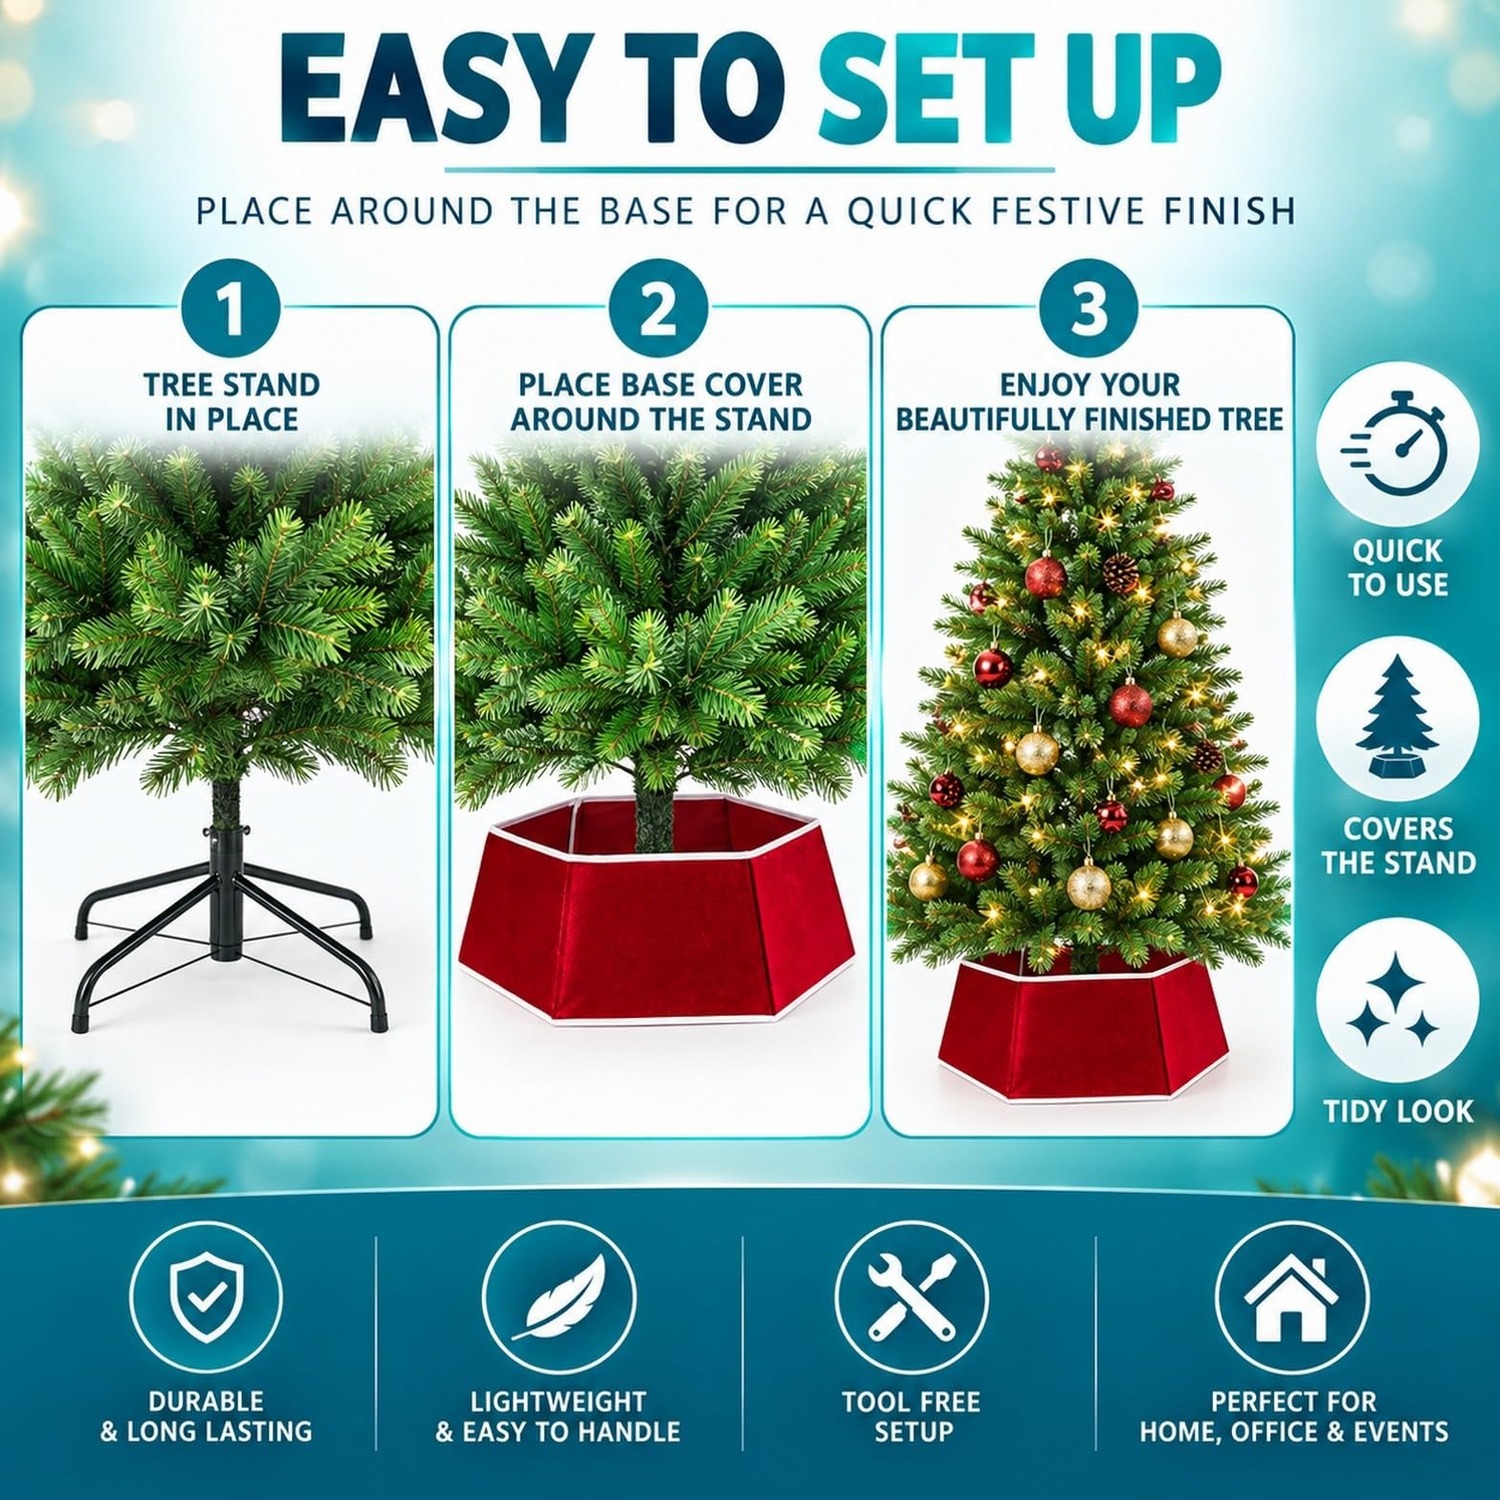 EASY TO SET UP
PLACE AROUND THE BASE FOR A QUICK FESTIVE FINISH
1
TREE STAND
IN PLACE
2
PLACE BASE COVER
AROUND THE STAND
3
ENJOY YOUR
BEAUTIFULLY FINISHED TREE
QUICK
TO USE
COVERS
THE STAND
TIDY LOOK
DURABLE
& LONG LASTING
LIGHTWEIGHT
& EASY TO HANDLE
TOOL FREE
SETUP
PERFECT FOR
HOME, OFFICE & EVENTS